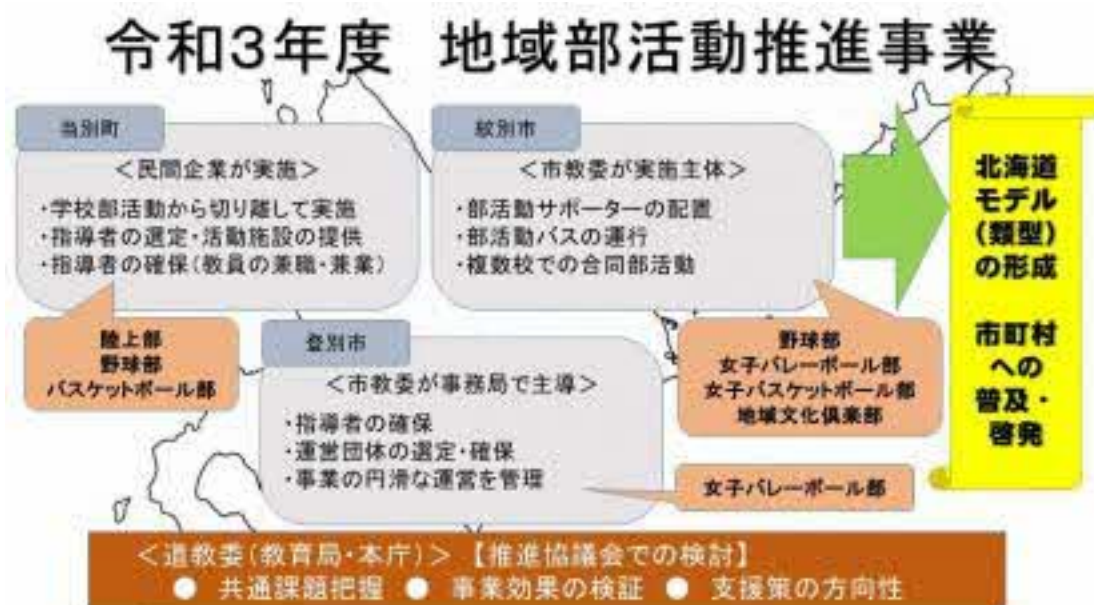 令和3年度　地域部活動推進事業
当別町
＜民間企業が実施＞
・学校部活動から切り離して実施
・指導者の選定・活動施設の提供
・指導者の確保(教員の兼職・兼業)
陸上部
野球部
バスケットボール部
紋別市
＜市教委が実施主体＞
・部活動サポーターの配置
・部活動バスの運行
・複数校での合同部活動
野球部
女子バレーボール部
女子バスケットボール部
地域文化倶楽部
登別市
＜市教委が事務局で主導＞
・指導者の確保
・運営団体の選定・確保
・事業の円滑な運営を管理
女子バレーボール部
北海道
モデル
(類型)
の形成
市町村
への
普及・
啓発
＜道教委(教育局・本庁)＞【推進協議会での検討】
● 共通課題把握 ● 事業効果の検証 ● 支援策の方向性